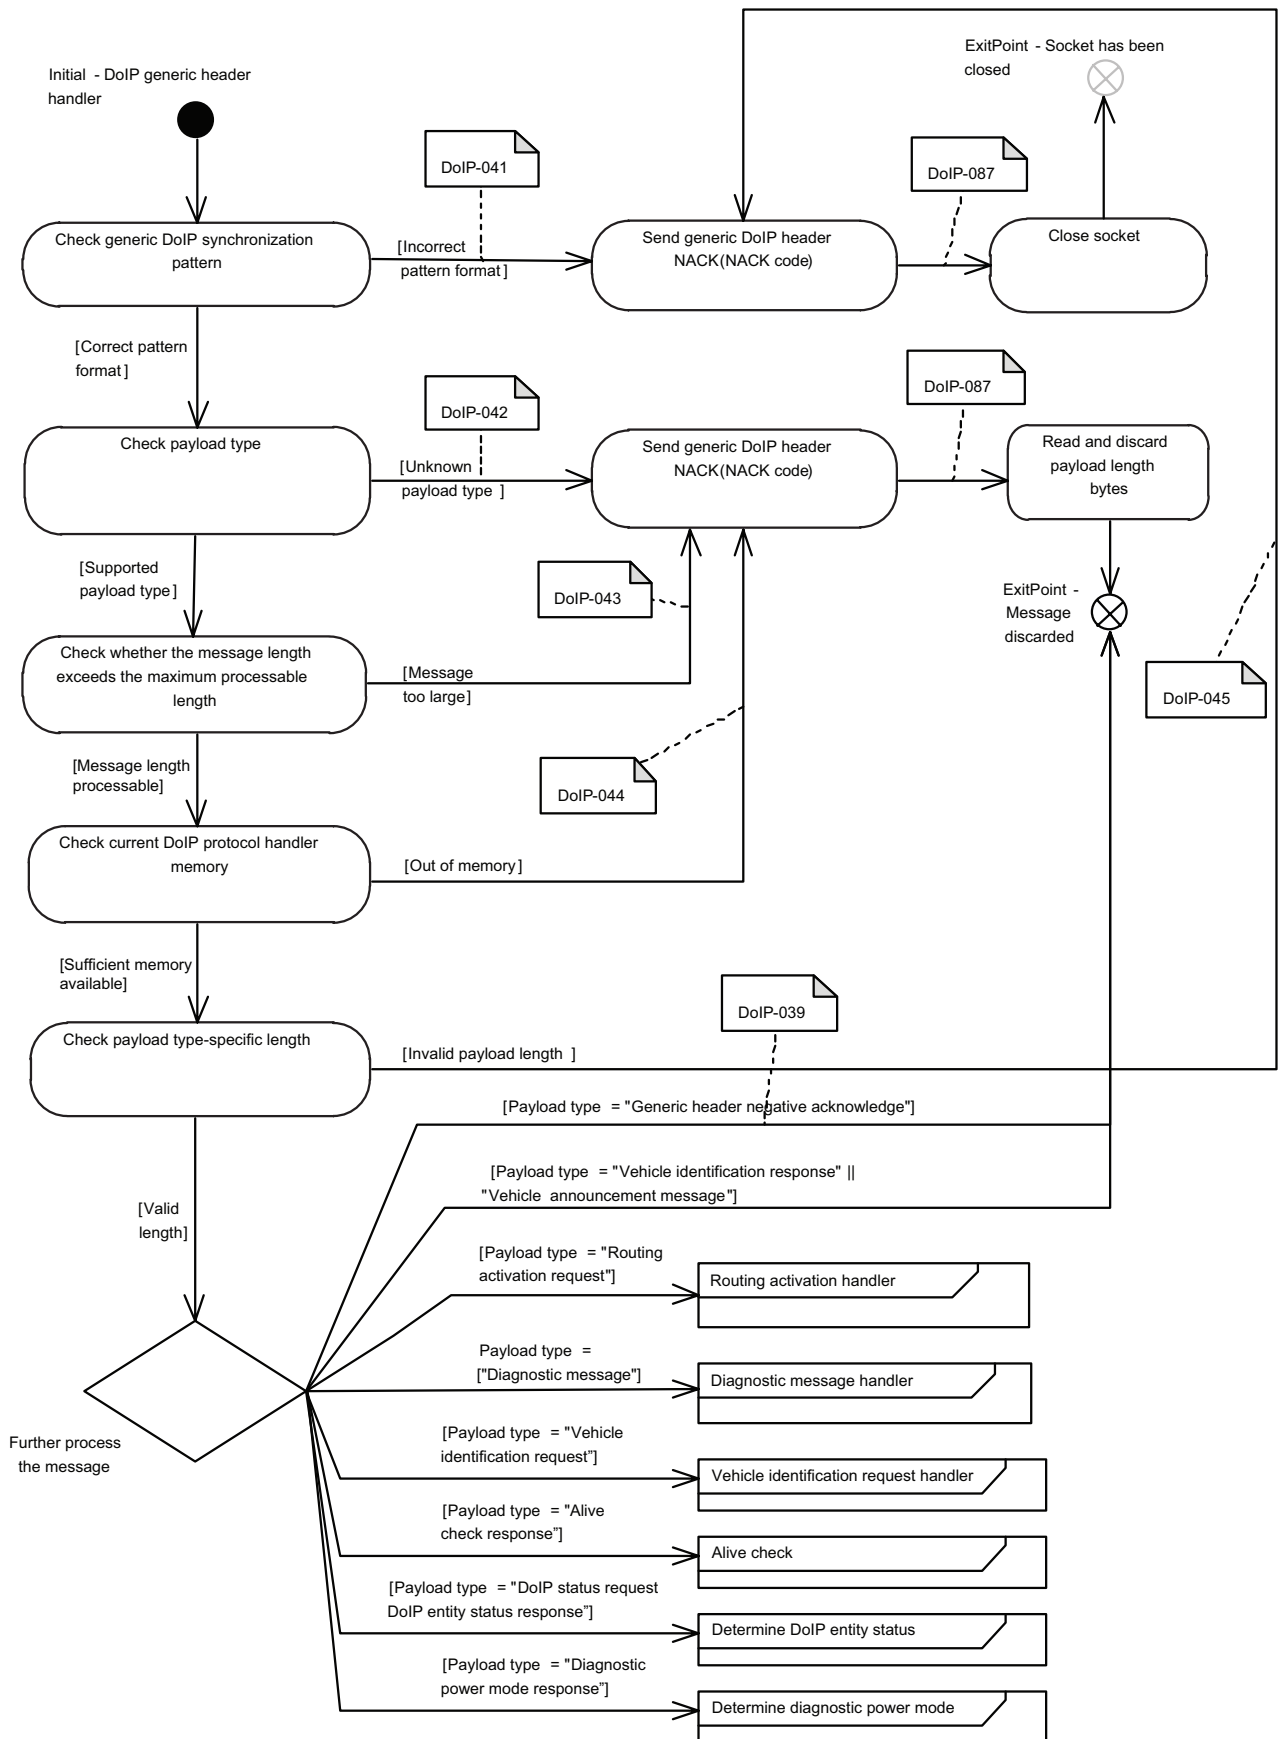 Initial - DoIP generic header
handler
ExitPoint - Socket has been
closed
DoIP-041
DoIP-087
Check generic DoIP synchronization
pattern
[Incorrect
pattern format]
Send generic DoIP header
NACK(NACK code)
Close socket
[Correct pattern
format]
DoIP-042
DoIP-087
Check payload type
[Unknown
payload type ]
Send generic DoIP header
NACK(NACK code)
Read and discard
payload length
bytes
[Supported
payload type]
DoIP-043
ExitPoint -
Message
discarded
Check whether the message length
exceeds the maximum processable
length
[Message
too large]
DoIP-045
[Message length
processable]
DoIP-044
Check current DoIP protocol handler
memory
[Out of memory]
[Sufficient memory
available]
DoIP-039
Check payload type-specific length
[Invalid payload length ]
[Payload type = "Generic header negative acknowledge"]
[Payload type = "Vehicle identification response" ||
"Vehicle announcement message"]
[Valid
length]
[Payload type = "Routing
activation request"]
Routing activation handler
Payload type =
["Diagnostic message"]
Diagnostic message handler
Further process
the message
[Payload type = "Vehicle
identification request”]
Vehicle identification request handler
[Payload type = "Alive
check response”]
Alive check
[Payload type = "DoIP status request
DoIP entity status response”]
Determine DoIP entity status
[Payload type = "Diagnostic
power mode response”]
Determine diagnostic power mode